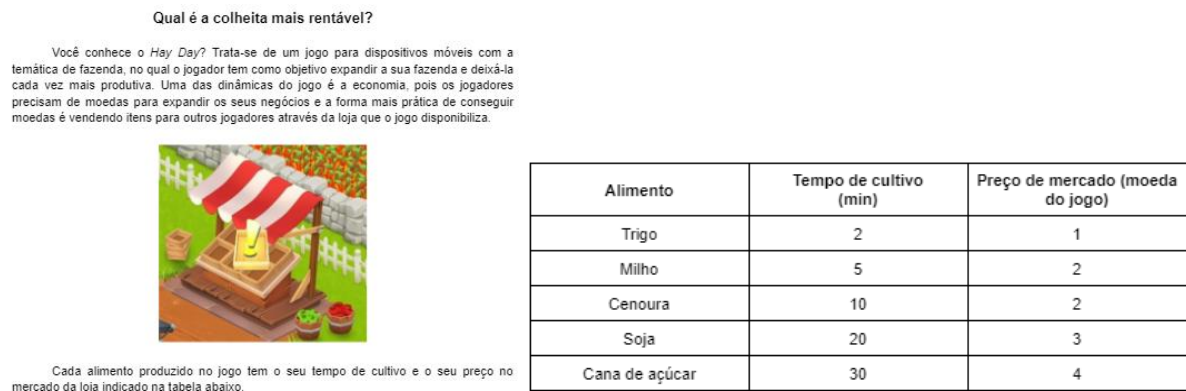 Qual é a colheita mais rentável?
Você conhece o Hay Day? Trata-se de um jogo para dispositivos móveis com a
temática de fazenda, no qual o jogador tem como objetivo expandir a sua fazenda e deixá-la
cada vez mais produtiva. Uma das dinâmicas do jogo é a economia, pois os jogadores
precisam de moedas para expandir os seus negócios e a forma mais prática de conseguir
moedas é vendendo itens para outros jogadores através da loja que o jogo disponibiliza.
Cada alimento produzido no jogo tem o seu tempo de cultivo e o seu preço no
mercado da loja indicado na tabela abaixo.
Alimento Tempo de cultivo (min) Preço de mercado (moeda do jogo)
Trigo 2 1
Milho 5 2
Cenoura 10 2
Soja 20 3
Cana de açúcar 30 4